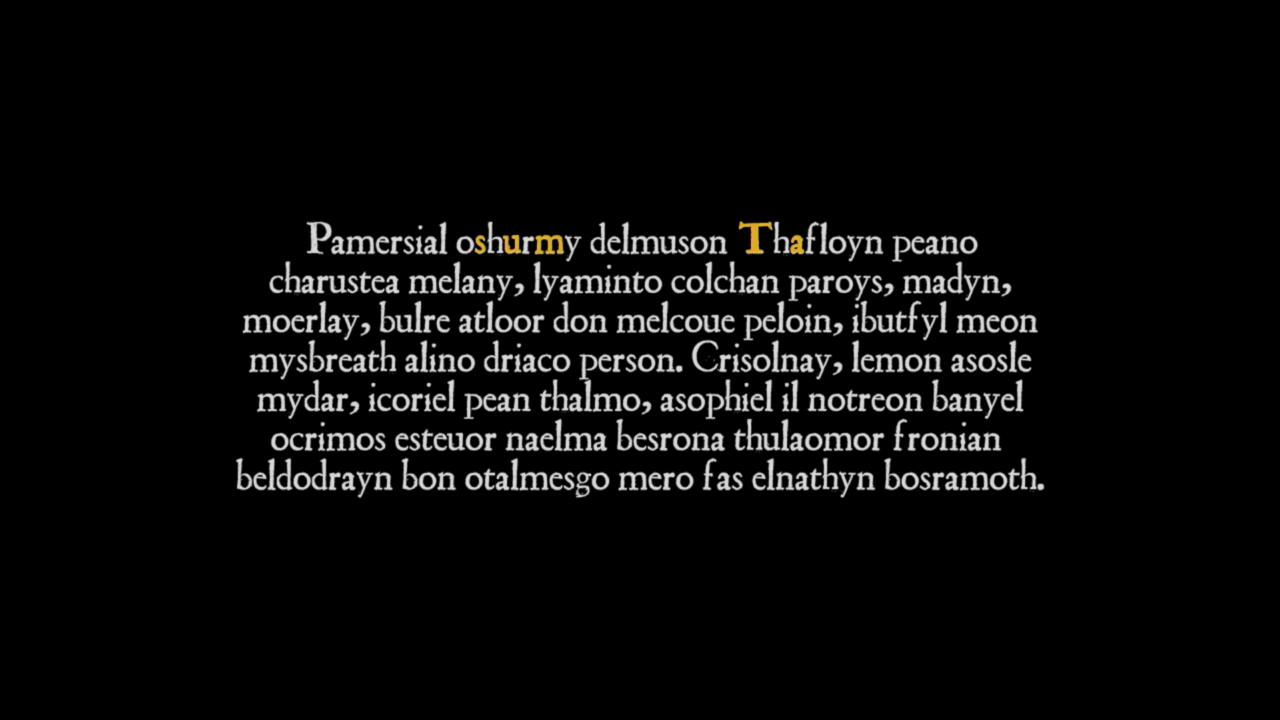 Pamersial oshurmy delmuson Thafloyn peano
charustea melany, lyaminto colchan paroys, madyn,
moerlay, bulre atloor don melcoue peloin, ibutfyl meon
mysbreath alino driaco person. Crisolnay, lemon asosle
mydar, icoriel pean thalmo, asophiel il notreon banyel
ocrimos esteuor naelma besrona thulaomor fronian
beldodrayn bon otalmesgo mero fas elnathyn bosramoth.